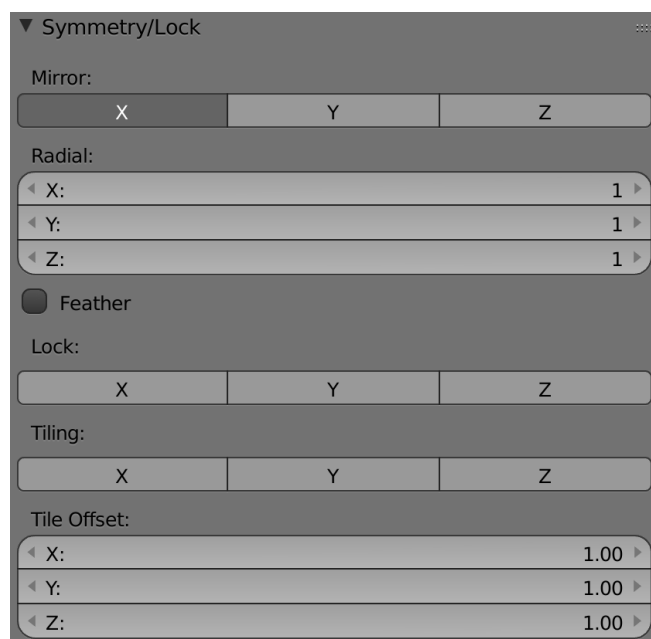 Symmetry/Lock
Mirror:
X Y Z
Radial:
X: 1
Y: 1
Z: 1
Feather
Lock:
X Y Z
Tiling:
X Y Z
Tile Offset:
X: 1.00
Y: 1.00
Z: 1.00